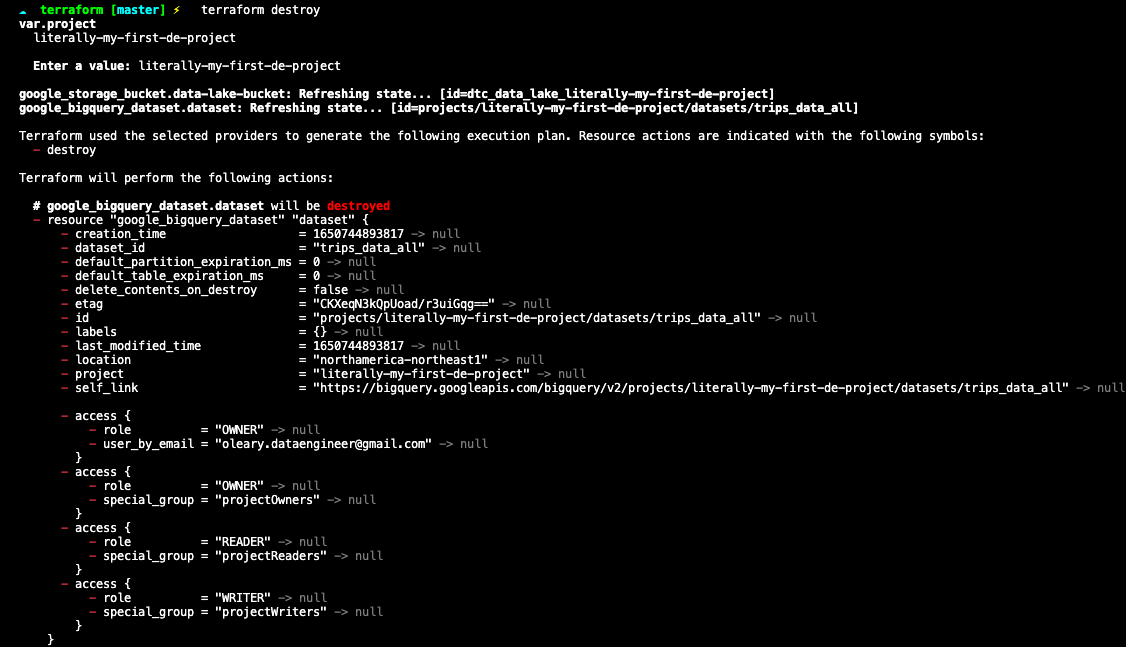 ☁ terraform [master] ⚡ terraform destroy
var.project
  literally-my-first-de-project

  Enter a value: literally-my-first-de-project

google_storage_bucket.data-lake-bucket: Refreshing state... [id=dtc_data_lake_literally-my-first-de-project]
google_bigquery_dataset.dataset: Refreshing state... [id=projects/literally-my-first-de-project/datasets/trips_data_all]

Terraform used the selected providers to generate the following execution plan. Resource actions are indicated with the following symbols:
  - destroy

Terraform will perform the following actions:

  # google_bigquery_dataset.dataset will be destroyed
  - resource "google_bigquery_dataset" "dataset" {
      - creation_time                   = 1650744893817 -> null
      - dataset_id                      = "trips_data_all" -> null
      - default_partition_expiration_ms = 0 -> null
      - default_table_expiration_ms     = 0 -> null
      - delete_contents_on_destroy      = false -> null
      - etag                            = "CKXeqN3kQpUoad/r3uiGqg==" -> null
      - id                              = "projects/literally-my-first-de-project/datasets/trips_data_all" -> null
      - labels                          = {} -> null
      - last_modified_time              = 1650744893817 -> null
      - location                        = "northamerica-northeast1" -> null
      - project                         = "literally-my-first-de-project" -> null
      - self_link                       = "https://bigquery.googleapis.com/bigquery/v2/projects/literally-my-first-de-project/datasets/trips_data_all" -> null

      - access {
          - role          = "OWNER" -> null
          - user_by_email = "oleary.dataengineer@gmail.com" -> null
        }
      - access {
          - role          = "OWNER" -> null
          - special_group = "projectOwners" -> null
        }
      - access {
          - role          = "READER" -> null
          - special_group = "projectReaders" -> null
        }
      - access {
          - role          = "WRITER" -> null
          - special_group = "projectWriters" -> null
        }
    }